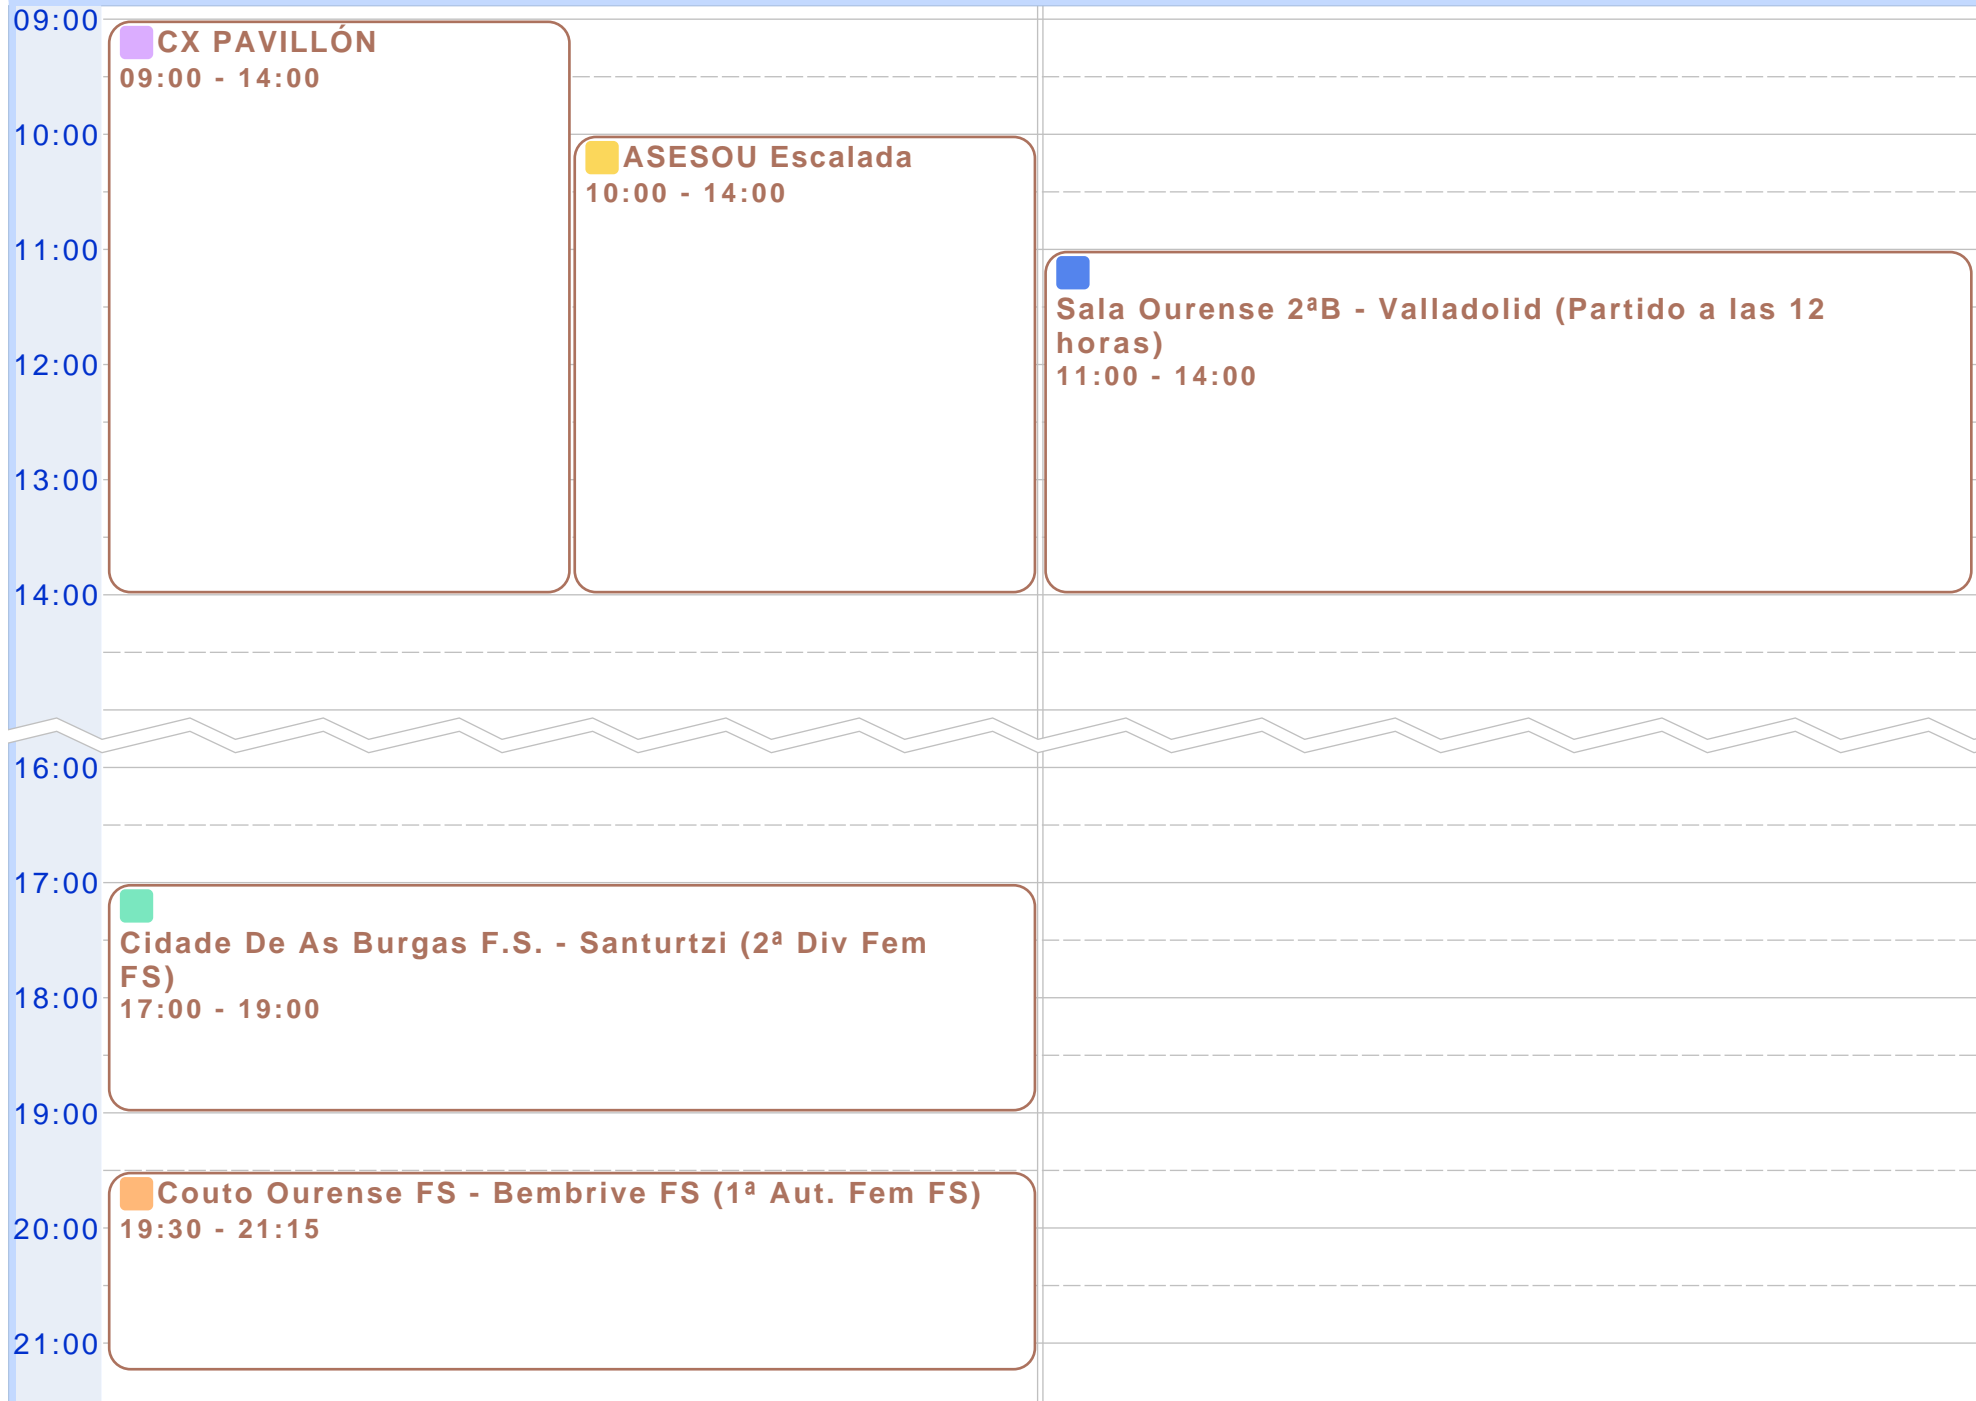 09:00
CX PAVILLÓN
09:00 - 14:00
10:00
ASESOU Escalada
10:00 - 14:00
11:00
Sala Ourense 2ªB - Valladolid (Partido a las 12
horas)
11:00 - 14:00
12:00
13:00
14:00
16:00
17:00
Cidade De As Burgas F.S. - Santurtzi (2ª Div Fem
FS)
17:00 - 19:00
18:00
19:00
Couto Ourense FS - Bembrive FS (1ª Aut. Fem FS)
19:30 - 21:15
20:00
21:00